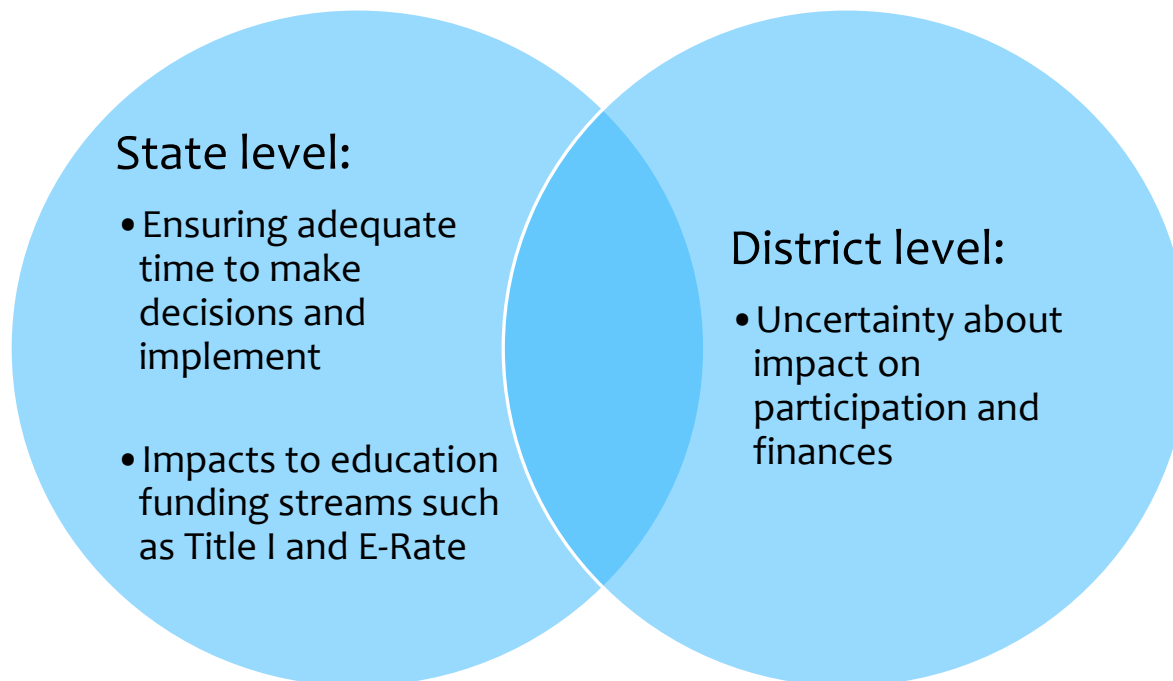 State level:
•Ensuring adequate
time to make
decisions and
implement
•Impacts to education
funding streams such
as Title I and E-Rate
District level:
•Uncertainty about
impact on
participation and
finances